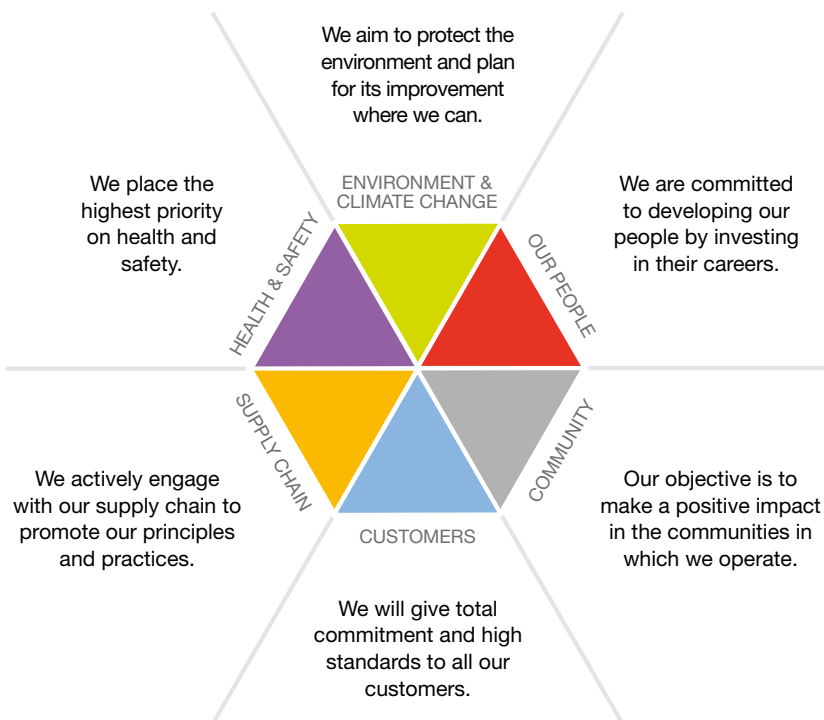 We aim to protect the
environment and plan
for its improvement
where we can.
ENVIRONMENT &
CLIMATE CHANGE
We place the
highest priority
on health and
safety.
HEALTH & SAFETY
OUR PEOPLE
We are committed
to developing our
people by investing
in their careers.
We actively engage
with our supply chain to
promote our principles
and practices.
SUPPLY CHAIN
COMMUNITY
Our objective is to
make a positive impact
in the communities in
which we operate.
CUSTOMERS
We will give total
commitment and high
standards to all our
customers.